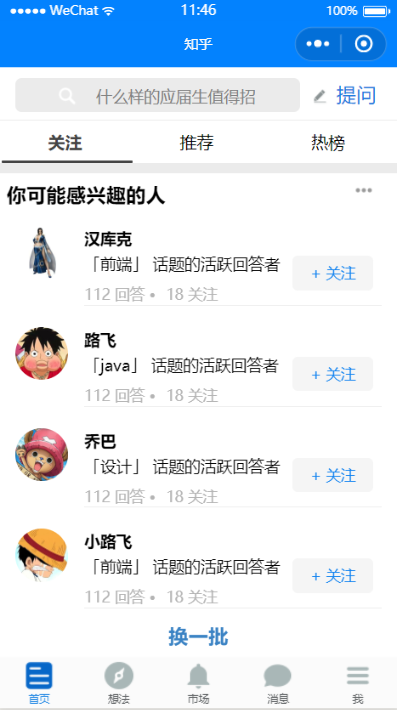 WeChat 11:46 100%
知乎
什么样的应届生值得招 提问
关注 推荐 热榜
你可能感兴趣的人
汉库克
「前端」 话题的活跃回答者
+ 关注
112 回答 • 18 关注
路飞
「java」 话题的活跃回答者
+ 关注
112 回答 • 18 关注
乔巴
「设计」 话题的活跃回答者
+ 关注
112 回答 • 18 关注
小路飞
「前端」 话题的活跃回答者
+ 关注
112 回答 • 18 关注
换一批
首页 想法 市场 消息 我